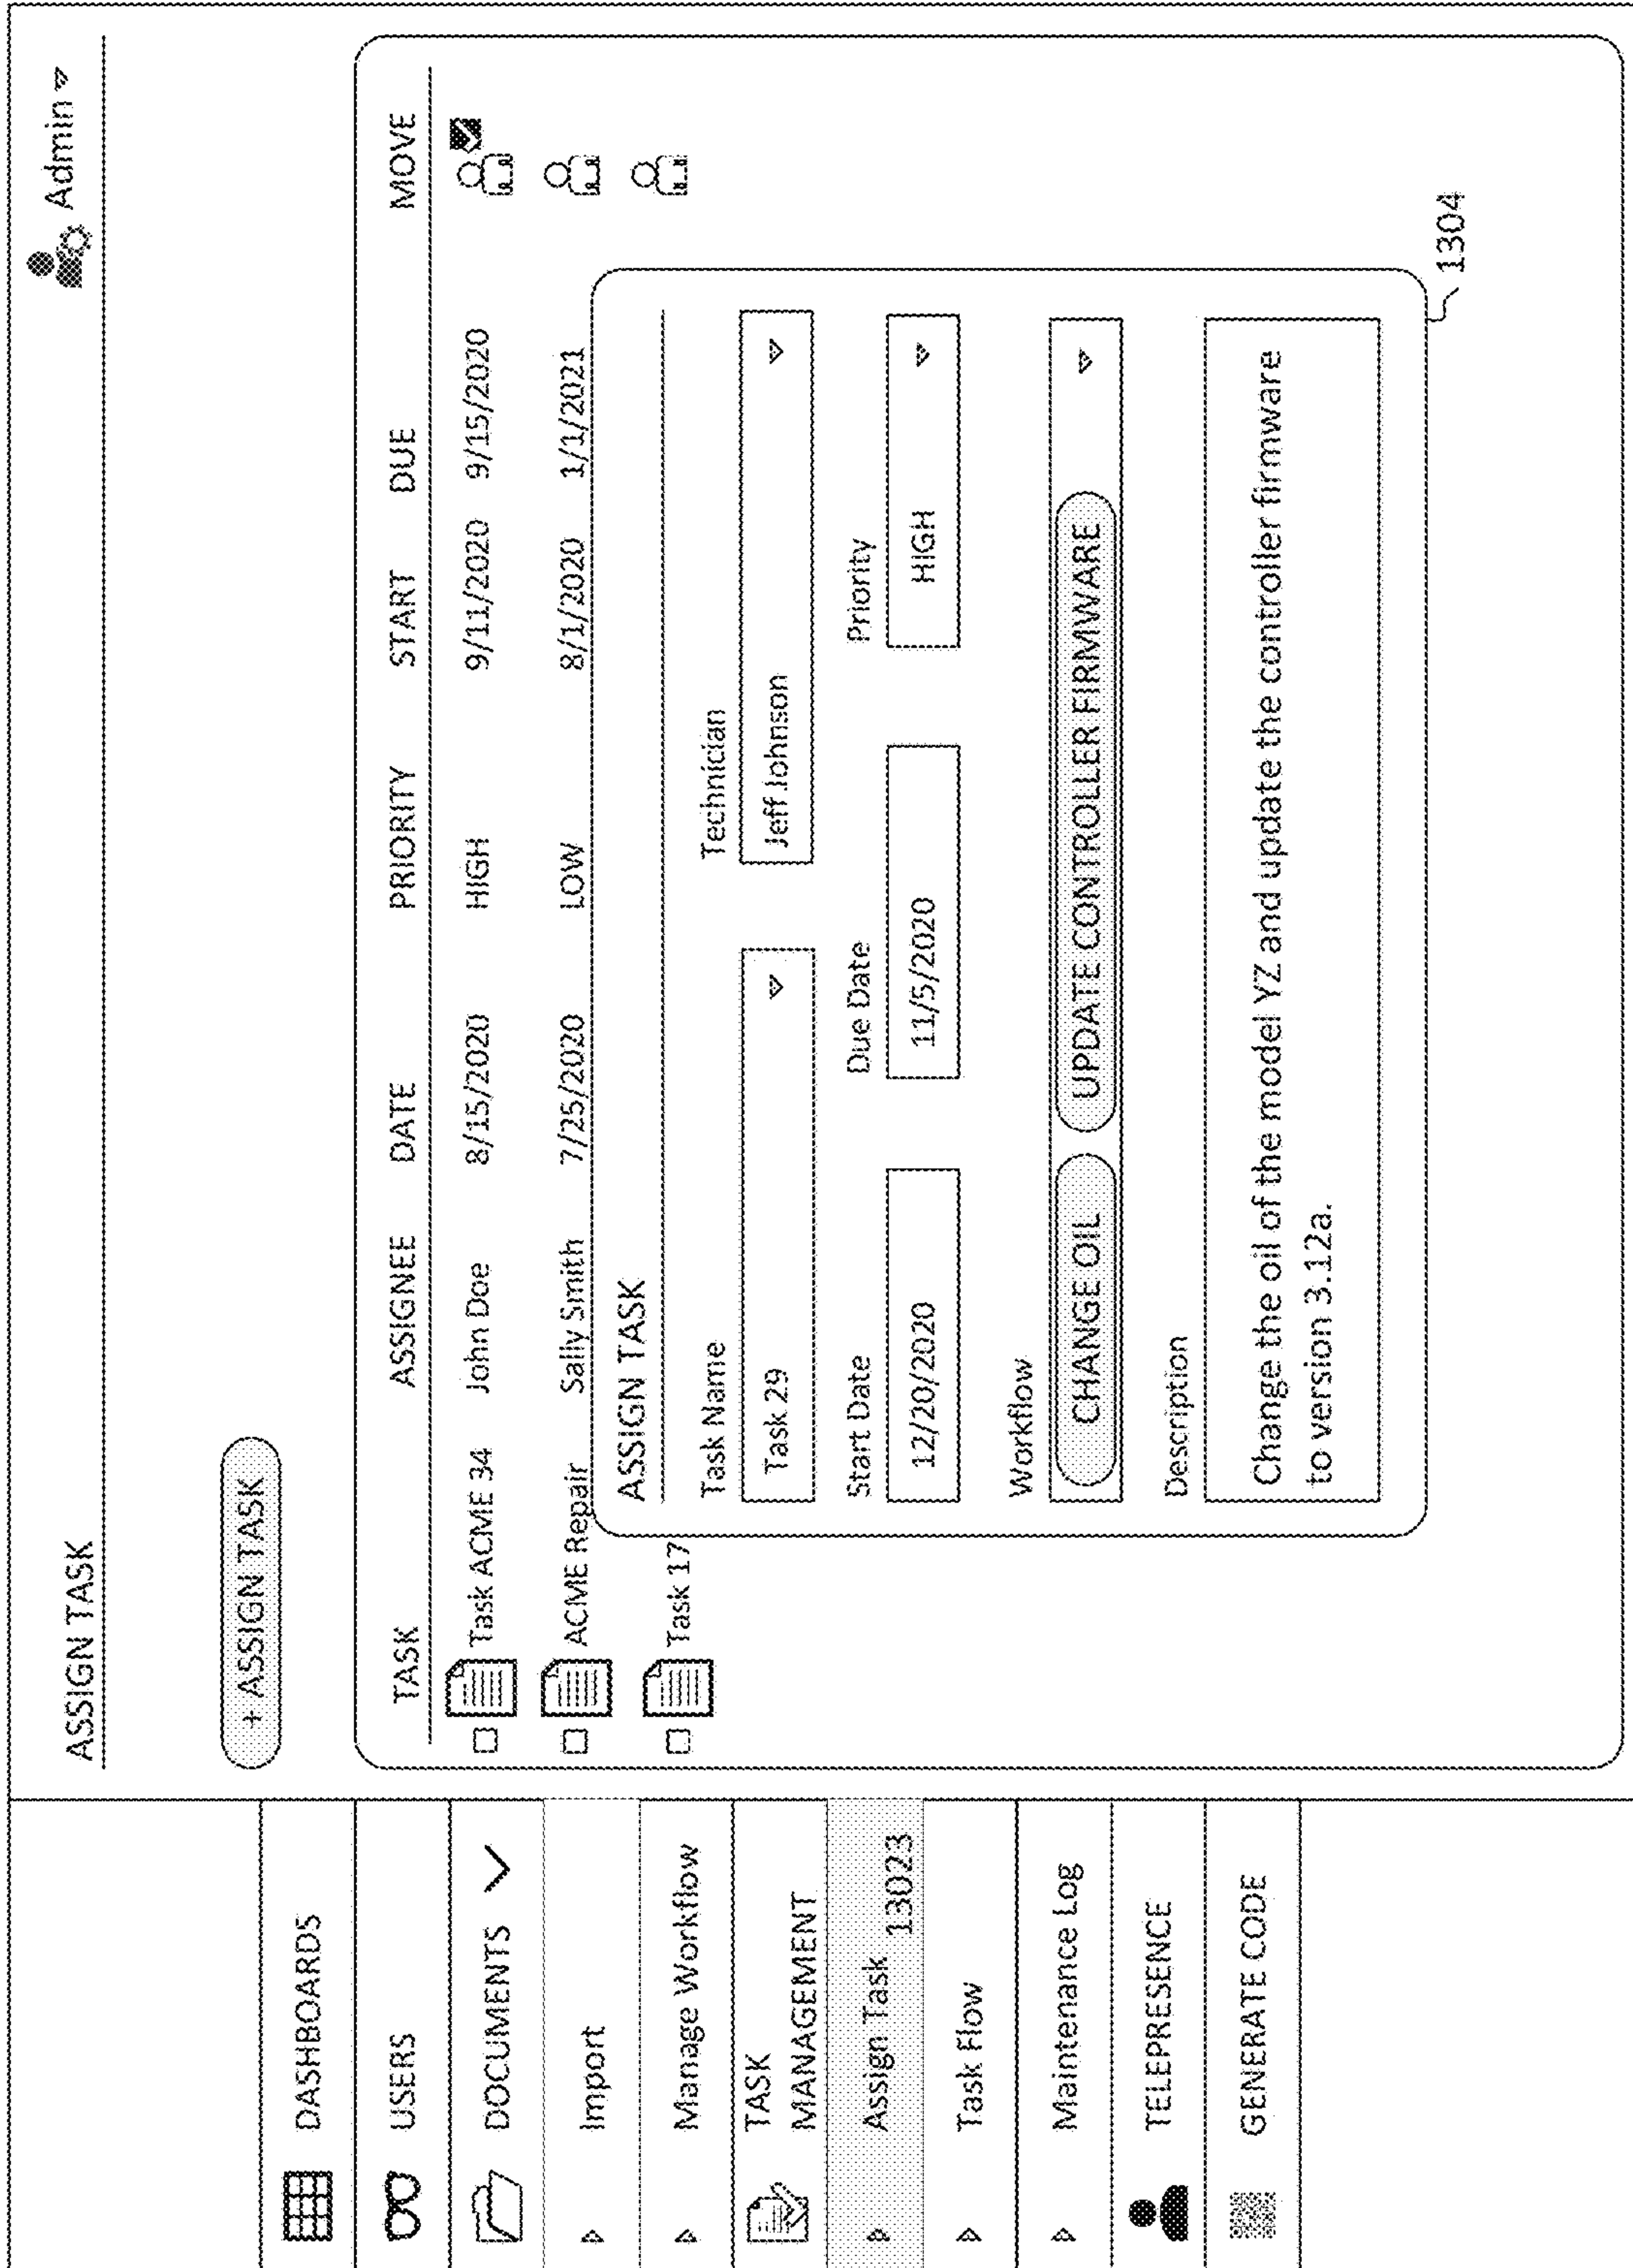 ASSIGN TASK
Admin
DASHBOARDS
USERS
DOCUMENTS
Import
Manage Workflow
TASK
MANAGEMENT
Assign Task
13023
Task Flow
Maintenance Log
TELEPRESENCE
GENERATE CODE
+ ASSIGN TASK
TASK ASSIGNEE DATE PRIORITY START DUE MOVE
Task ACME 34 John Doe 8/15/2020 HIGH 9/11/2020 9/15/2020
ACME Repair Sally Smith 7/25/2020 LOW 8/1/2020 1/1/2021
Task 17
ASSIGN TASK
Task Name Technician
Task 29 Jeff Johnson
Start Date Due Date Priority
12/20/2020 11/5/2020 HIGH
Workflow
CHANGE OIL UPDATE CONTROLLER FIRMWARE
Description
Change the oil of the model YZ and update the controller firmware
to version 3.12a.
1304